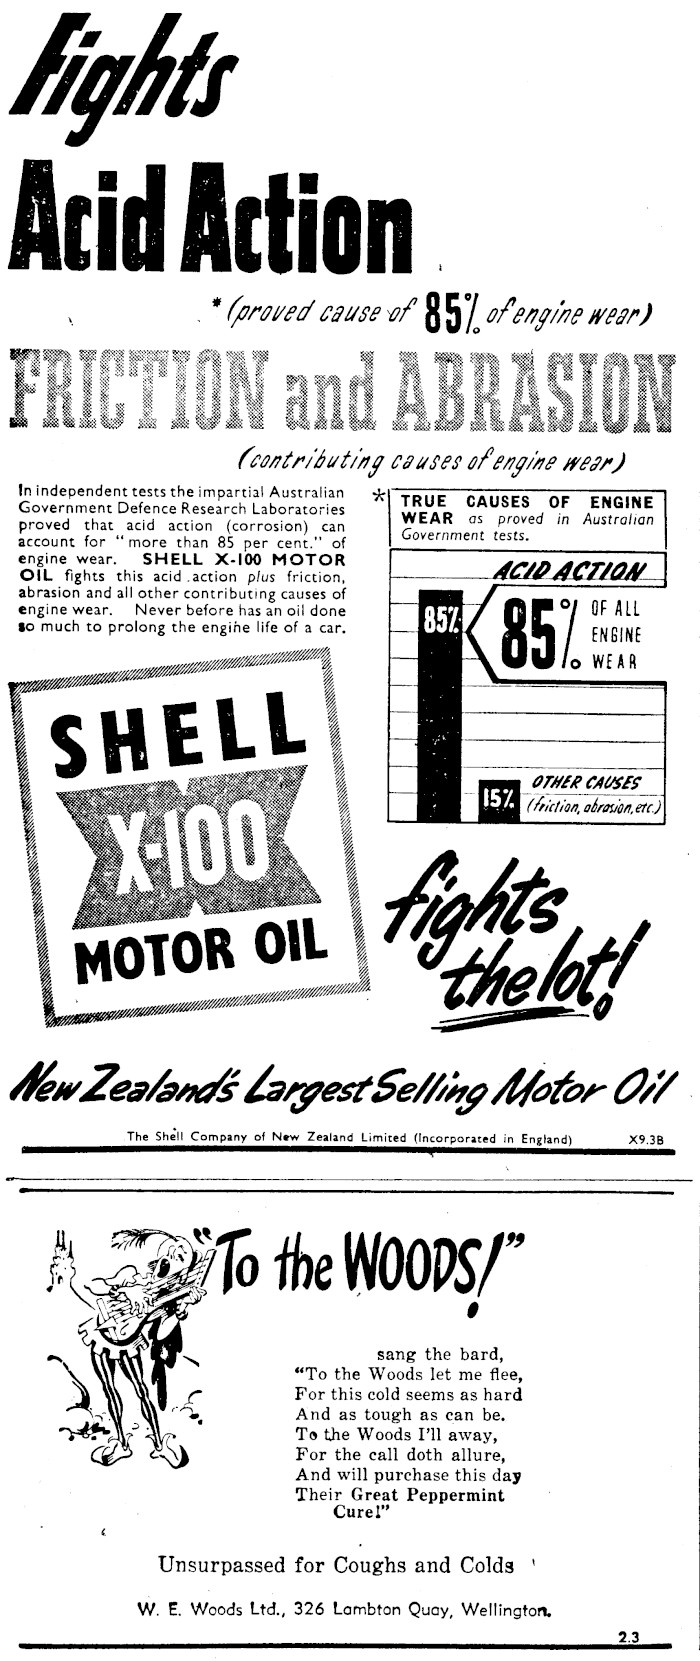 Fights
Acid Action
*(proved cause of 85% of engine wear)
FRICTION and ABRASION
(contributing causes of engine wear)
In independent tests the impartial Australian
Government Defence Research Laboratories
proved that acid action (corrosion) can
account for “more than 85 per cent.” of
engine wear. SHELL X-100 MOTOR
OIL fights this acid action plus friction,
abrasion and all other contributing causes of
engine wear. Never before has an oil done
so much to prolong the engine life of a car.
* TRUE CAUSES OF ENGINE
WEAR as proved in Australian
Government tests.
ACID ACTION
85%
85% OF ALL
ENGINE
WEAR
15%
OTHER CAUSES
(friction, abrasion, etc.)
SHELL
X-100
MOTOR OIL
fights
the lot!
New Zealand's Largest Selling Motor Oil
The Shell Company of New Zealand Limited (Incorporated in England) X9.3B
“To the WOODS!”
sang the bard,
“To the Woods let me flee,
For this cold seems as hard
And as tough as can be.
To the Woods I'll away,
For the call doth allure,
And will purchase this day
Their Great Peppermint
Cure!”
Unsurpassed for Coughs and Colds
W. E. Woods Ltd., 326 Lambton Quay, Wellington.
2.3